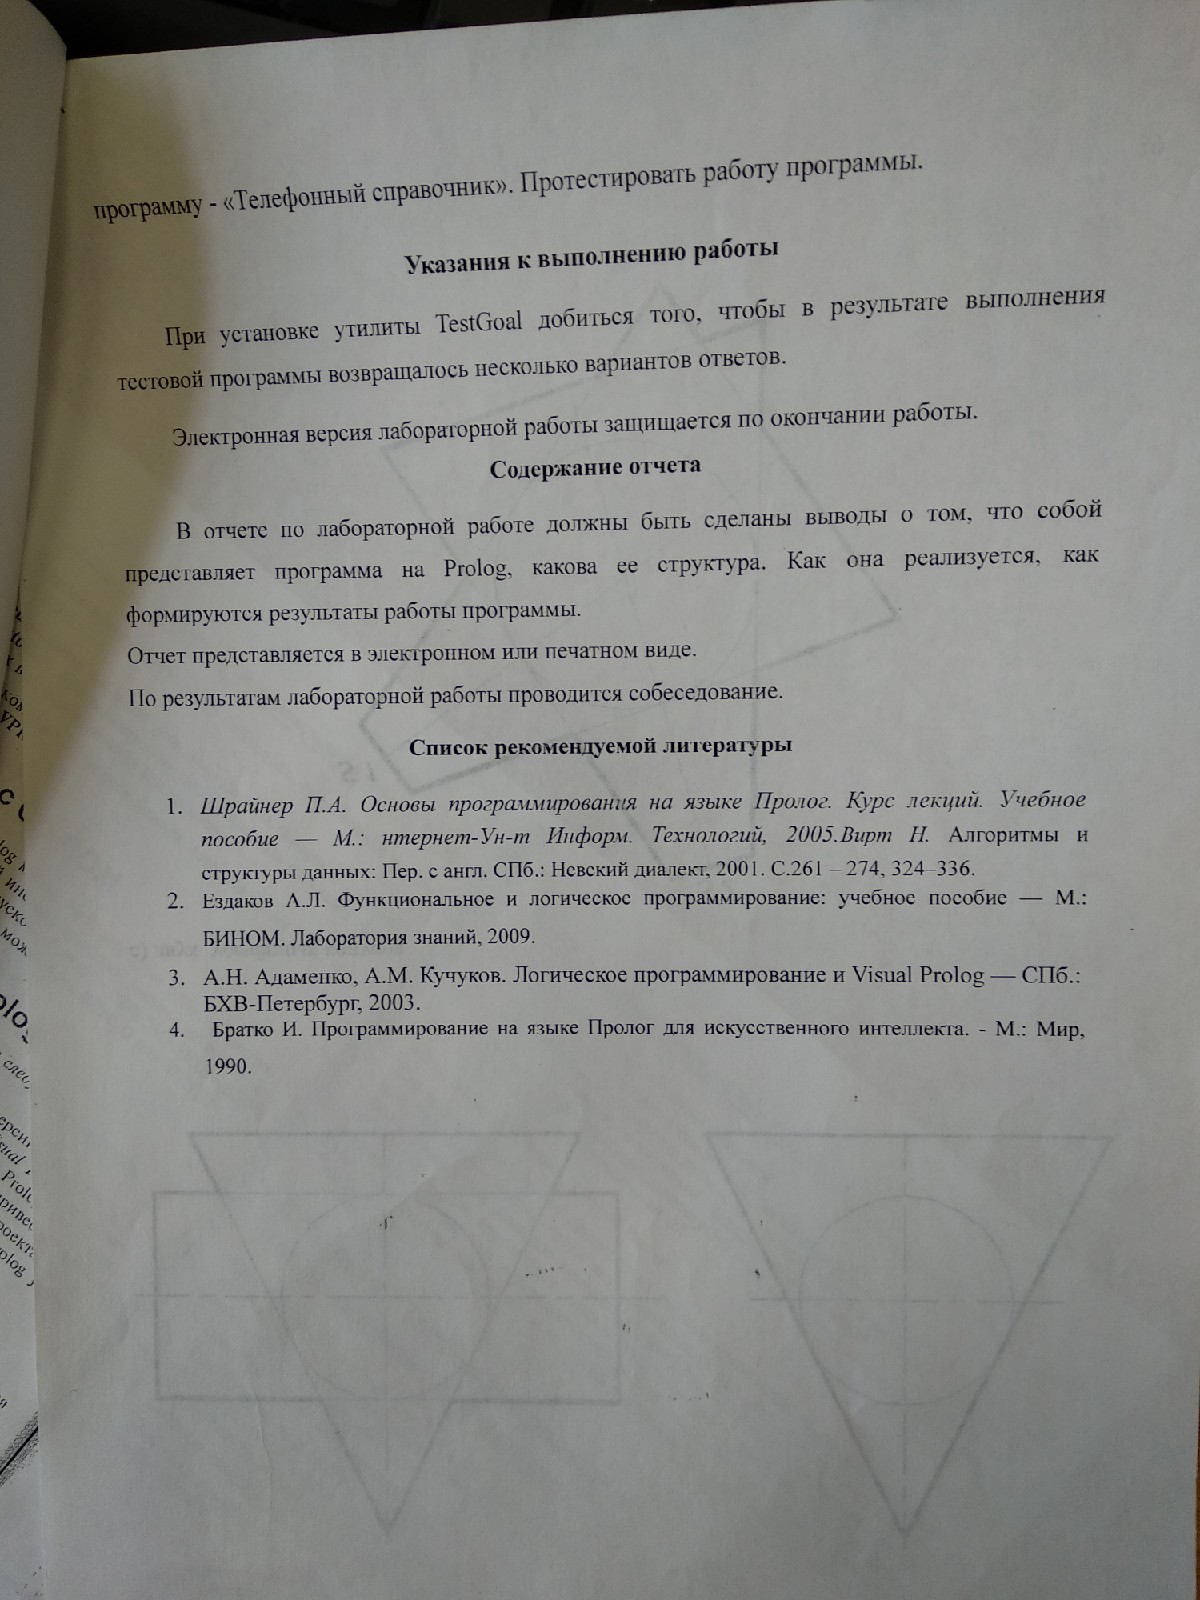 программу - «Телефонный справочник». Протестировать работу программы.
Указания к выполнению работы
При установке утилиты TestGoal добиться того, чтобы в результате выполнения
тестовой программы возвращалось несколько вариантов ответов.
Электронная версия лабораторной работы защищается по окончании работы.
Содержание отчета
В отчете по лабораторной работе должны быть сделаны выводы о том, что собой
представляет программа на Prolog, какова ее структура. Как она реализуется, как
формируются результаты работы программы.
Отчет представляется в электронном или печатном виде.
По результатам лабораторной работы проводится собеседование.
Список рекомендуемой литературы
1. Шрайнер П.А. Основы программирования на языке Пролог. Курс лекций. Учебное
пособие — М.: нтернет-Ун-т Информ. Технологий, 2005.Вирт Н. Алгоритмы и
структуры данных: Пер. с англ. СПб.: Невский диалект, 2001. С.261 – 274, 324–336.
2. Ездаков А.Л. Функциональное и логическое программирование: учебное пособие — М.:
БИНОМ. Лаборатория знаний, 2009.
3. А.Н. Адаменко, А.М. Кучуков. Логическое программирование и Visual Prolog — СПб.:
БХВ-Петербург, 2003.
4. Братко И. Программирование на языке Пролог для искусственного интеллекта. - М.: Мир,
1990.